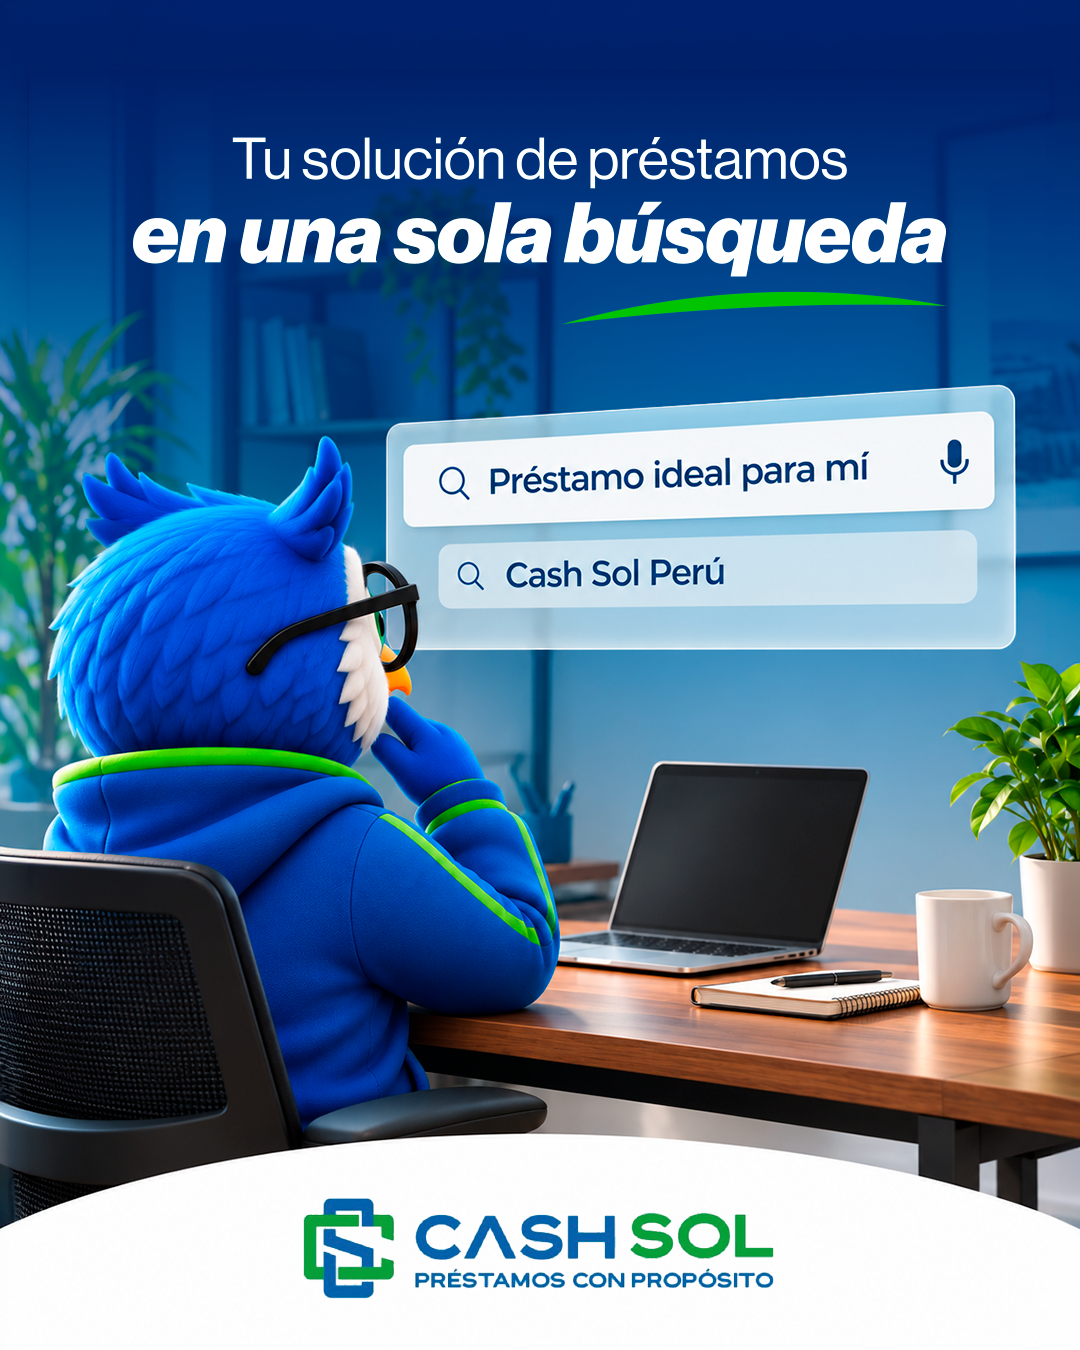 Tu solución de préstamos
en una sola búsqueda
Préstamo ideal para mí
Cash Sol Perú
CASH SOL
PRÉSTAMOS CON PROPÓSITO